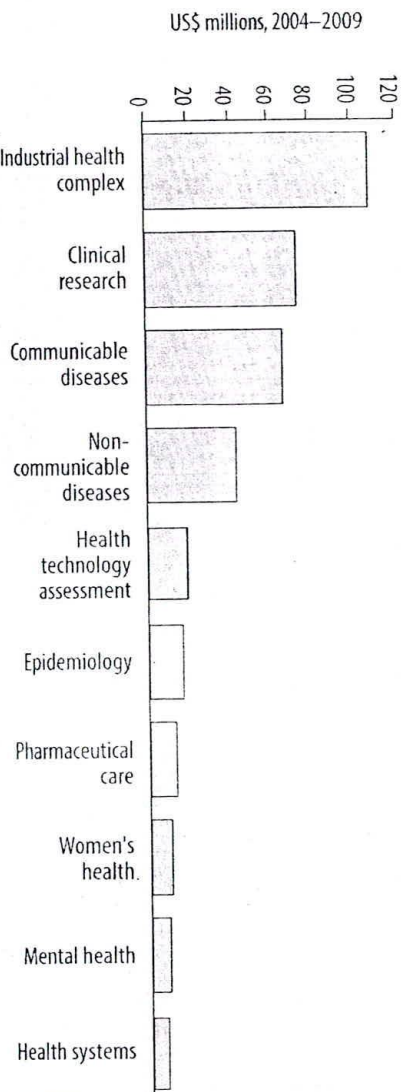 US$ millions, 2004–2009
0
20
40
60
80
100
120
Industrial health
complex
Clinical
research
Communicable
diseases
Non-
communicable
diseases
Health
technology
assessment
Epidemiology
Pharmaceutical
care
Women's
health.
Mental health
Health systems